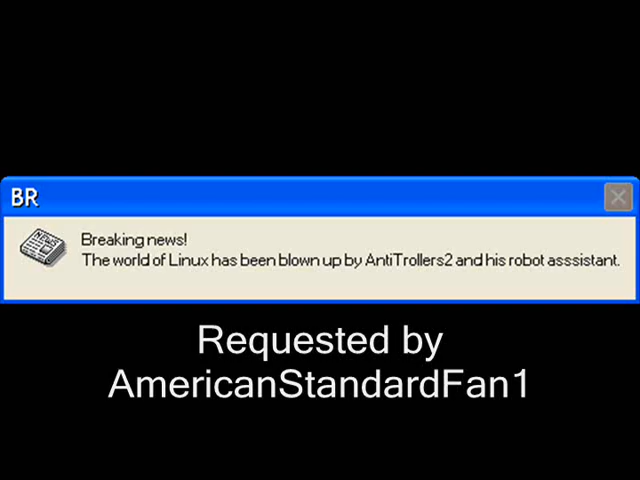 BR
NEWS
Breaking news!
The world of Linux has been blown up by AntiTrollers2 and his robot asssistant.
Requested by
AmericanStandardFan1